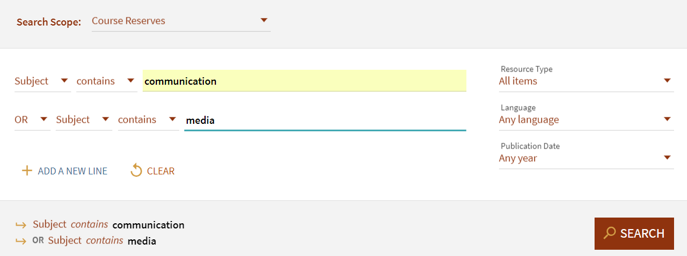 Search Scope: Course Reserves
Subject contains communication
OR Subject contains media
ADD A NEW LINE CLEAR
Resource Type
All items
Language
Any language
Publication Date
Any year
Subject contains communication
OR Subject contains media
SEARCH